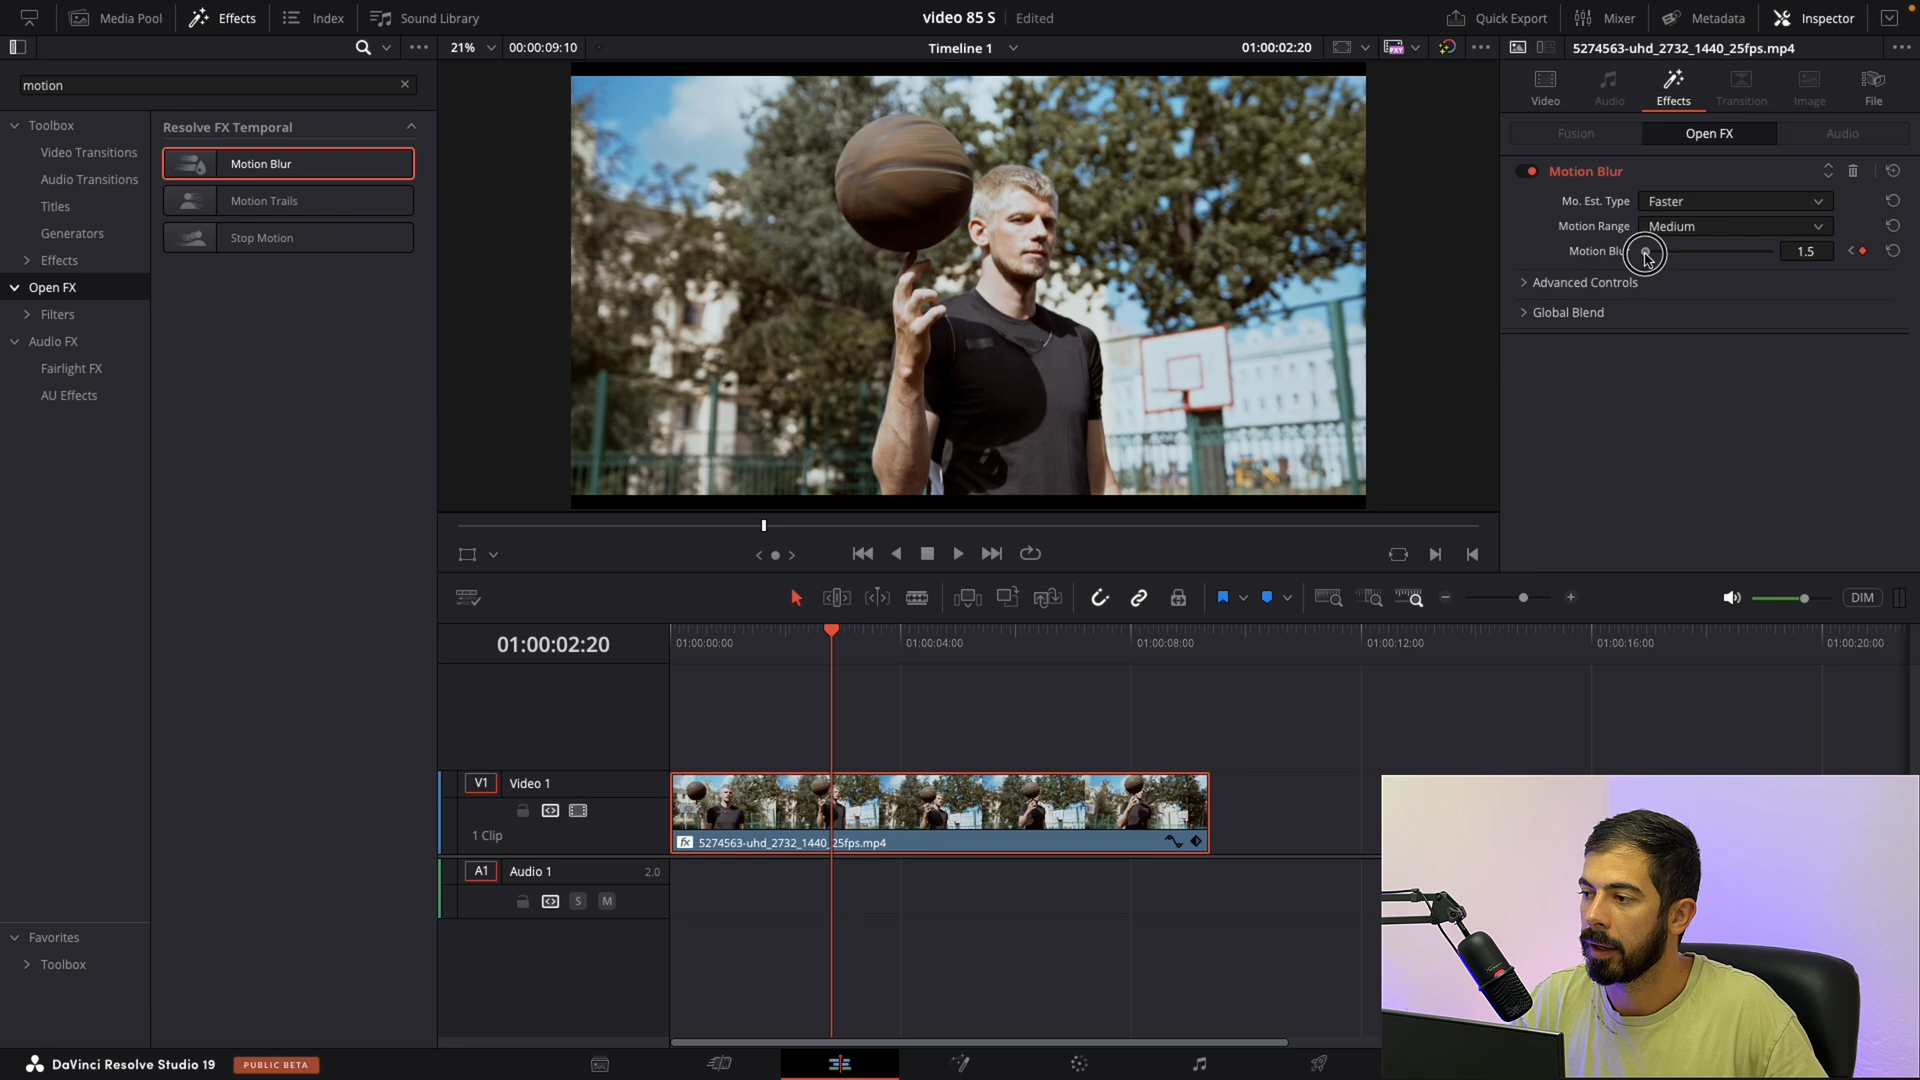 Media Pool
Effects
Index
Sound Library
video 85 S
Edited
Quick Export
Mixer
Metadata
Inspector
21%
00:00:09:10
Timeline 1
01:00:02:20
PXY
5274563-uhd_2732_1440_25fps.mp4
motion
Video
Audio
Effects
Transition
Image
File
Toolbox
Video Transitions
Audio Transitions
Titles
Generators
Effects
Open FX
Filters
Audio FX
Fairlight FX
AU Effects
Resolve FX Temporal
Motion Blur
Motion Trails
Stop Motion
Fusion
Open FX
Audio
Motion Blur
Mo. Est. Type
Faster
Motion Range
Medium
Motion Blur
1.5
Advanced Controls
Global Blend
DIM
01:00:02:20
01:00:00:00
01:00:04:00
01:00:08:00
01:00:12:00
01:00:16:00
01:00:20:00
V1
Video 1
1 Clip
fx
5274563-uhd_2732_1440_25fps.mp4
A1
Audio 1
2.0
S
M
Favorites
Toolbox
DaVinci Resolve Studio 19
PUBLIC BETA